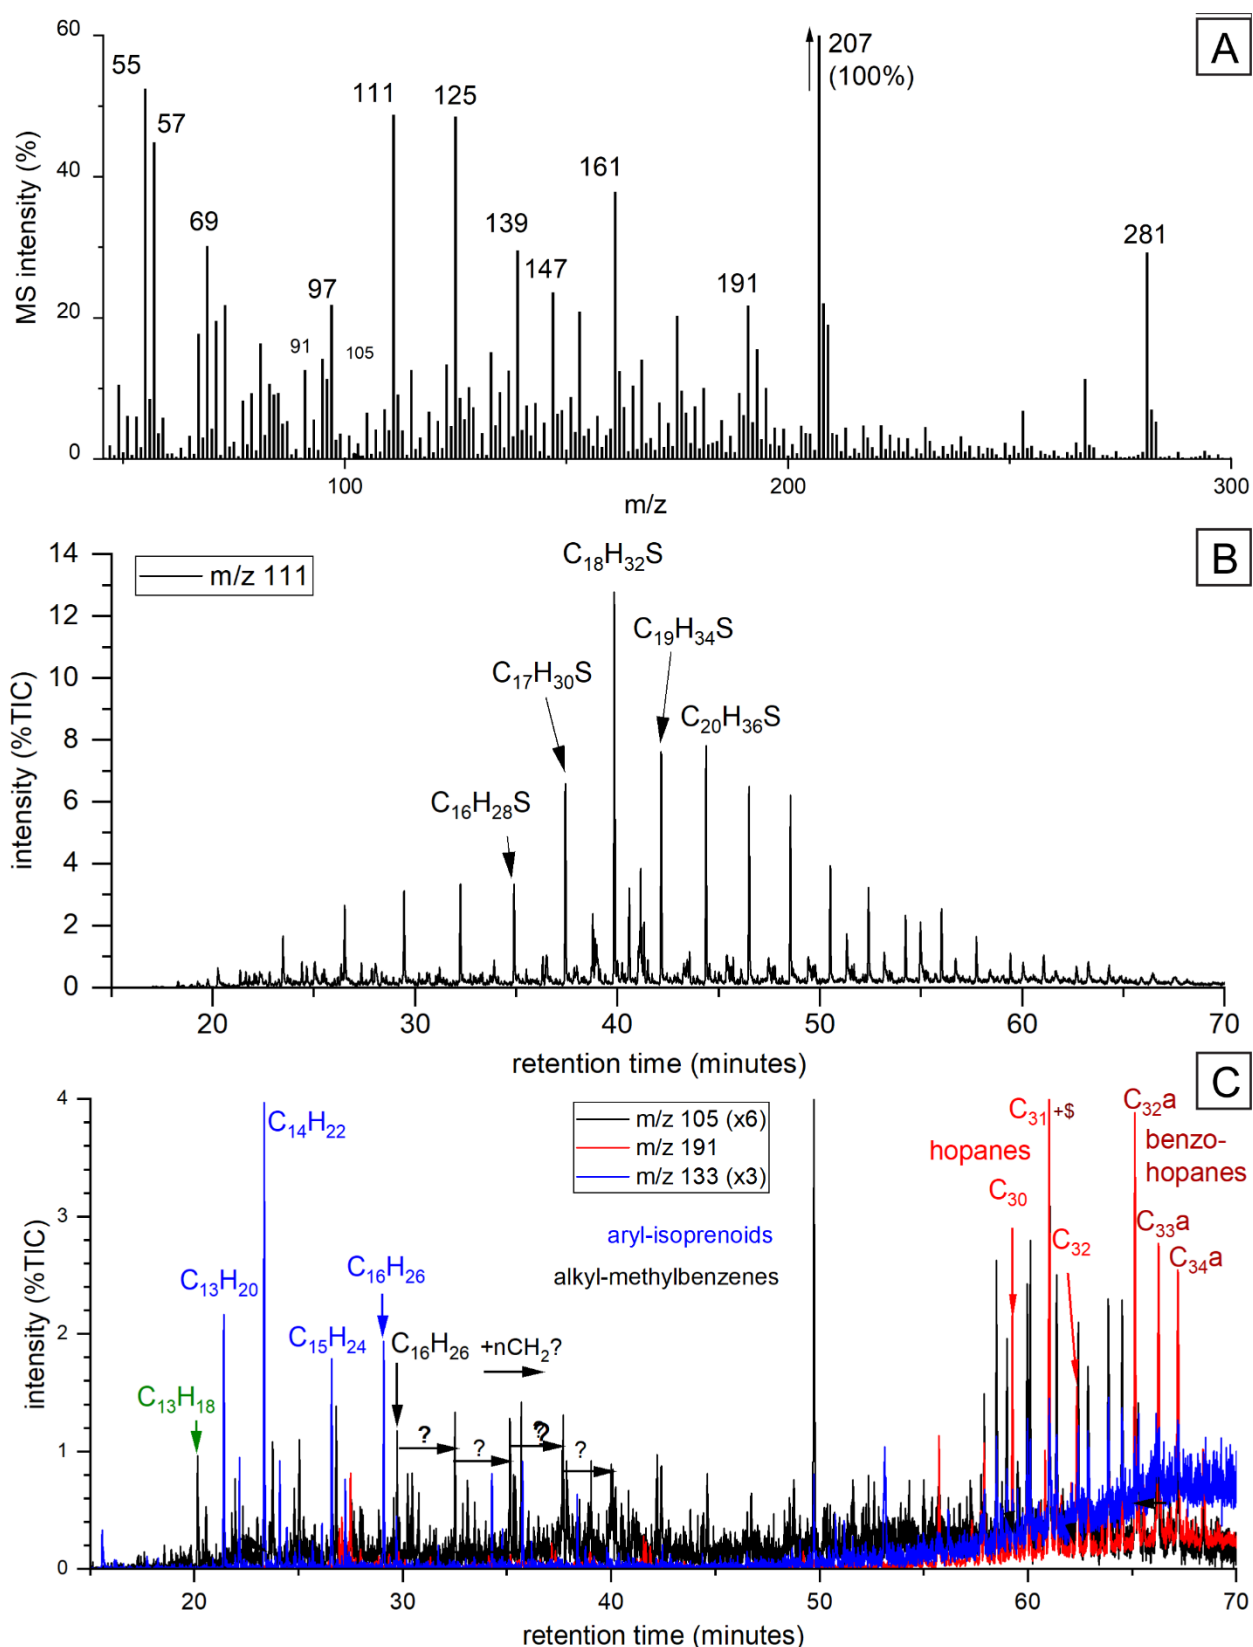 A
60
40
20
0
MS intensity (%)
55
57
69
91
97
105
111
125
139
147
161
191
207
(100%)
281
100
200
300
m/z
B
14
12
10
8
6
4
2
0
intensity (%TIC)
m/z 111
C₁₆H₂₈S
C₁₇H₃₀S
C₁₈H₃₂S
C₁₉H₃₄S
C₂₀H₃₆S
20
30
40
50
60
70
retention time (minutes)
C
4
3
2
1
0
intensity (%TIC)
m/z 105 (x6)
m/z 191
m/z 133 (x3)
aryl-isoprenoids
alkyl-methylbenzenes
C₁₃H₁₈
C₁₃H₂₀
C₁₄H₂₂
C₁₅H₂₄
C₁₆H₂₆
C₁₆H₂₆
+nCH₂?
?
?
?
?
hopanes
C₃₀
C₃₁ +$
C₃₂
C₃₂a
benzo-
hopanes
C₃₃a
C₃₄a
20
30
40
50
60
70
retention time (minutes)